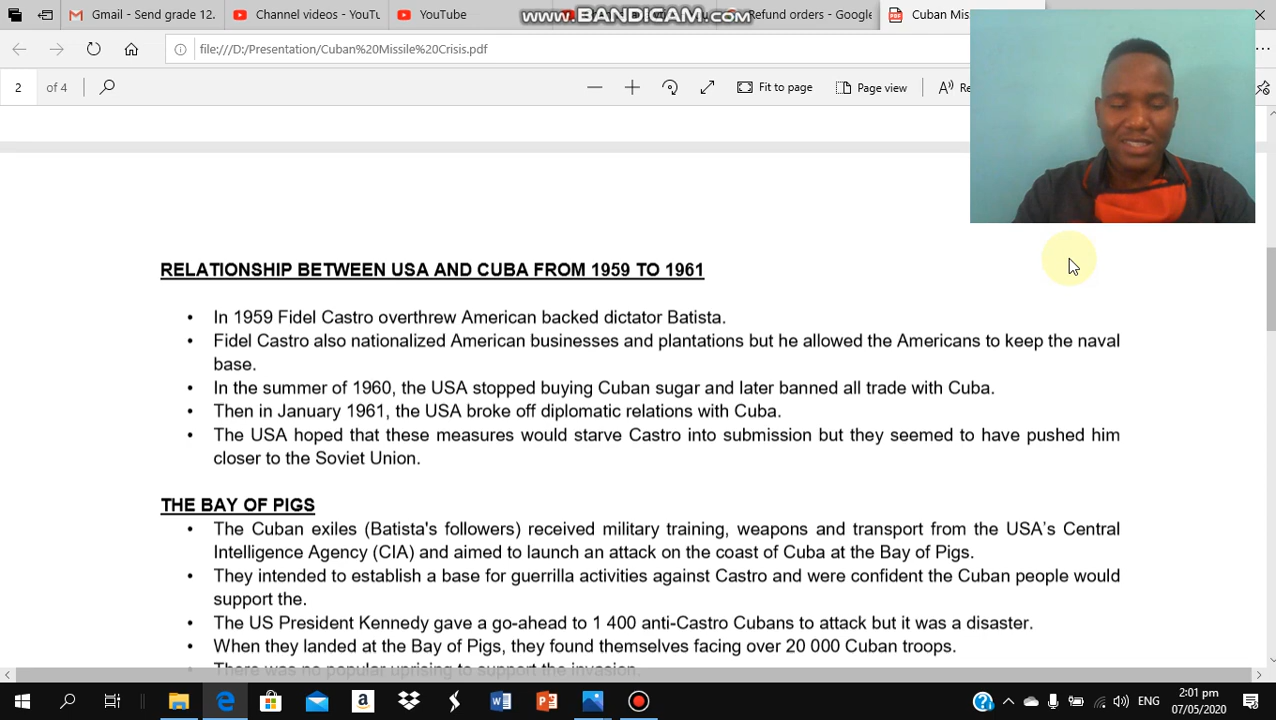 Gmail - Send grade 12.
Channel videos - YouTu
YouTube
www.BANDICAM.com
Refund orders - Google
Cuban Mis
file:///D:/Presentation/Cuban%20Missile%20Crisis.pdf
2 of 4
Fit to page
Page view
Re
RELATIONSHIP BETWEEN USA AND CUBA FROM 1959 TO 1961
• In 1959 Fidel Castro overthrew American backed dictator Batista.
• Fidel Castro also nationalized American businesses and plantations but he allowed the Americans to keep the naval
base.
• In the summer of 1960, the USA stopped buying Cuban sugar and later banned all trade with Cuba.
• Then in January 1961, the USA broke off diplomatic relations with Cuba.
• The USA hoped that these measures would starve Castro into submission but they seemed to have pushed him
closer to the Soviet Union.
THE BAY OF PIGS
• The Cuban exiles (Batista's followers) received military training, weapons and transport from the USA's Central
Intelligence Agency (CIA) and aimed to launch an attack on the coast of Cuba at the Bay of Pigs.
• They intended to establish a base for guerrilla activities against Castro and were confident the Cuban people would
support the.
• The US President Kennedy gave a go-ahead to 1 400 anti-Castro Cubans to attack but it was a disaster.
• When they landed at the Bay of Pigs, they found themselves facing over 20 000 Cuban troops.
• There was no popular uprising to support the invasion.
ENG
2:01 pm
07/05/2020